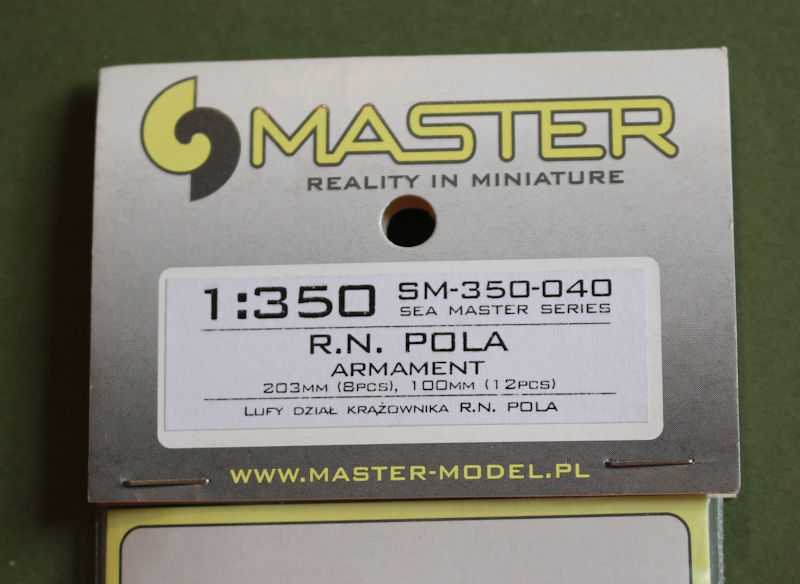 MASTER
REALITY IN MINIATURE
1:350 SM-350-040
SEA MASTER SERIES
R.N. POLA
ARMAMENT
203MM (8PCS), 100MM (12PCS)
LUFY DZIAŁ KRĄŻOWNIKA R.N. POLA
WWW.MASTER-MODEL.PL